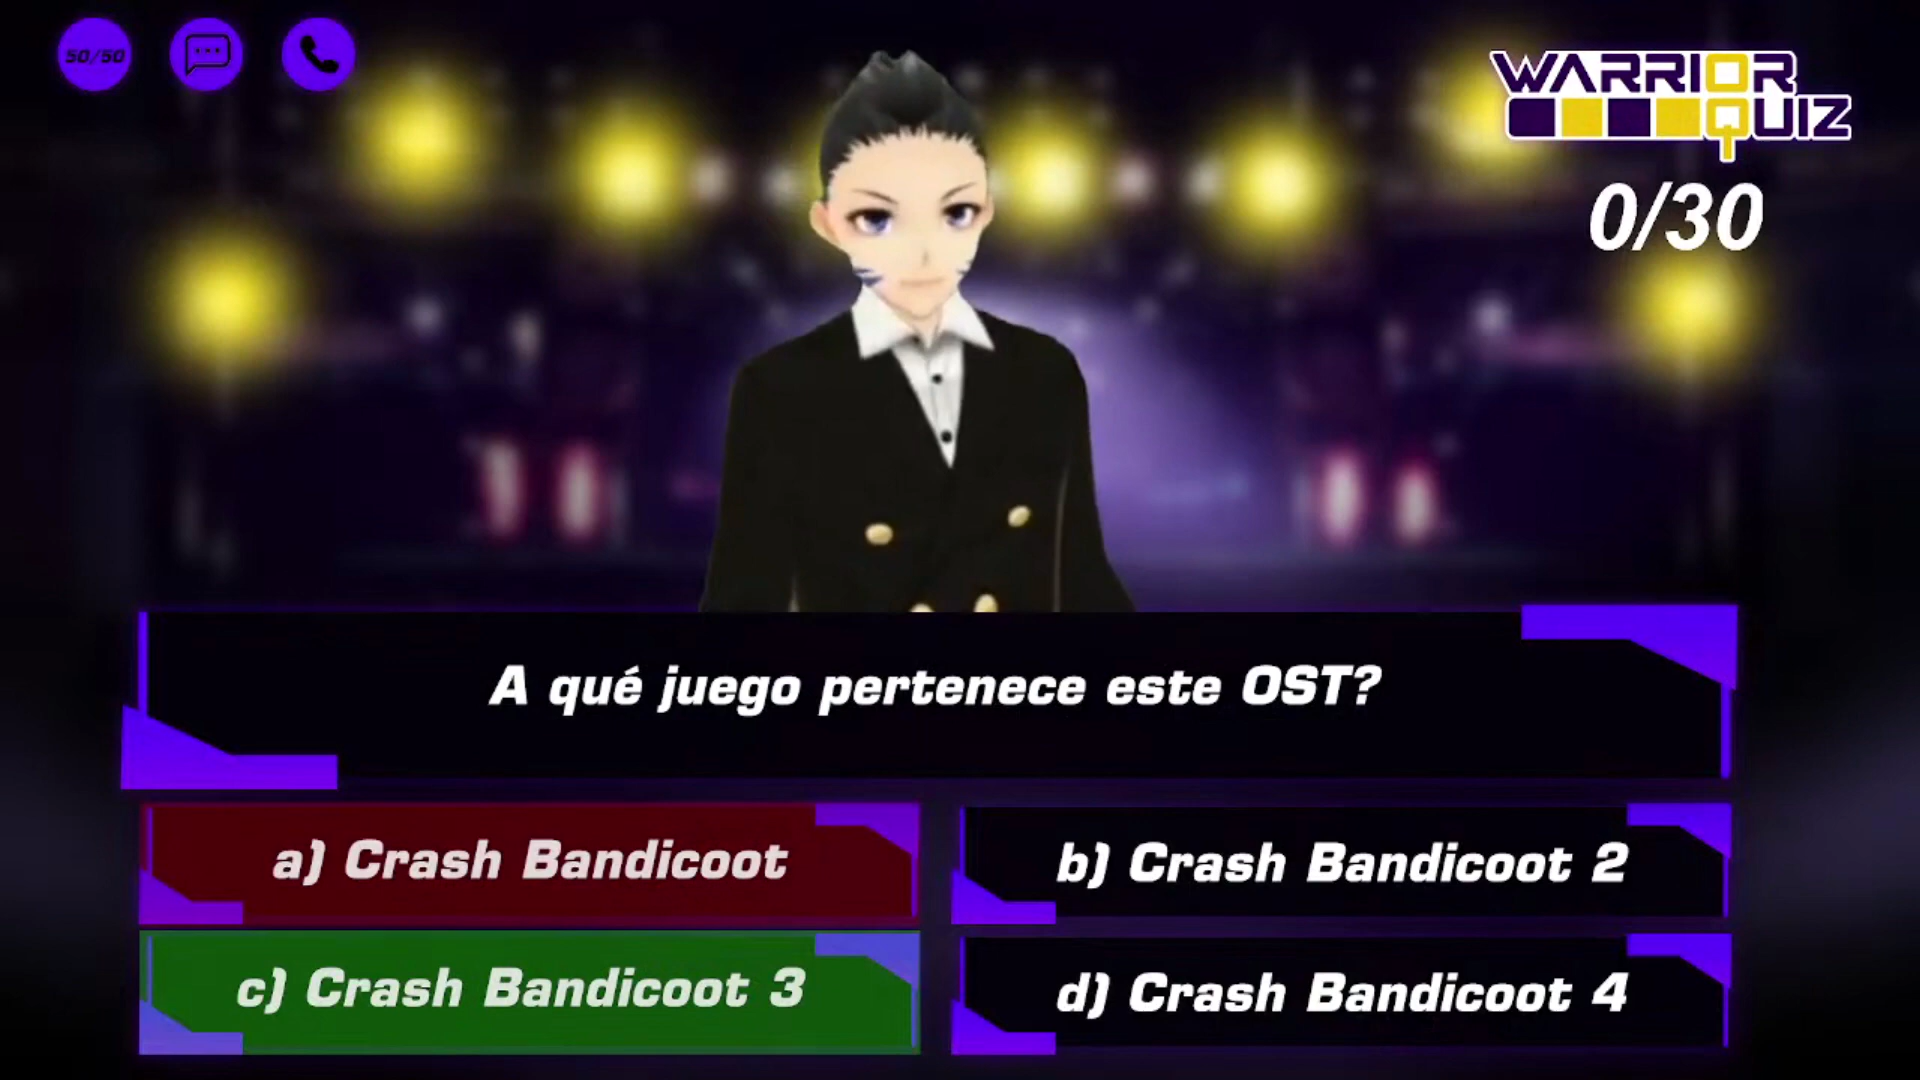 50/50
WARRIOR
QUIZ
0/30
A qué juego pertenece este OST?
a) Crash Bandicoot
b) Crash Bandicoot 2
c) Crash Bandicoot 3
d) Crash Bandicoot 4